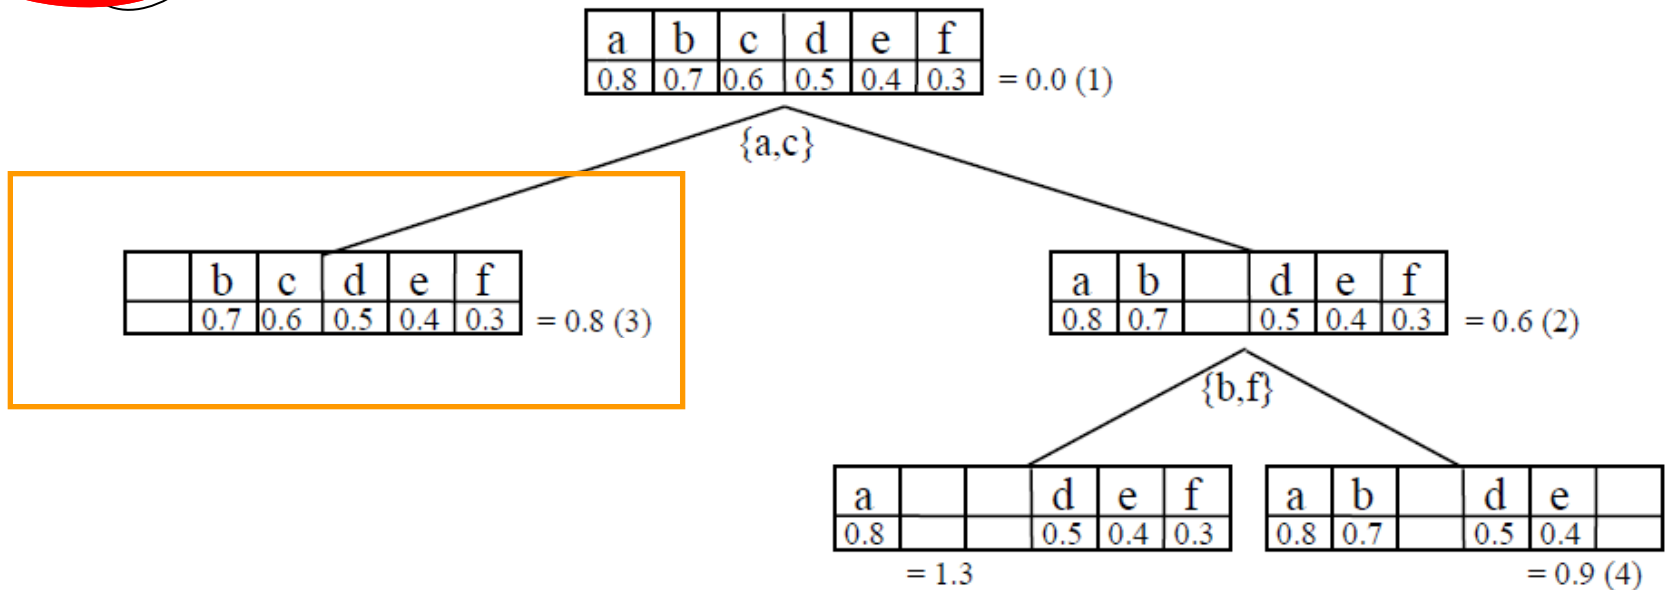 a b c d e f
0.8 0.7 0.6 0.5 0.4 0.3 = 0.0 (1)
{a,c}
b c d e f
0.7 0.6 0.5 0.4 0.3 = 0.8 (3)
a b d e f
0.8 0.7 0.5 0.4 0.3 = 0.6 (2)
{b,f}
a d e f
0.8 0.5 0.4 0.3
= 1.3
a b d e
0.8 0.7 0.5 0.4
= 0.9 (4)